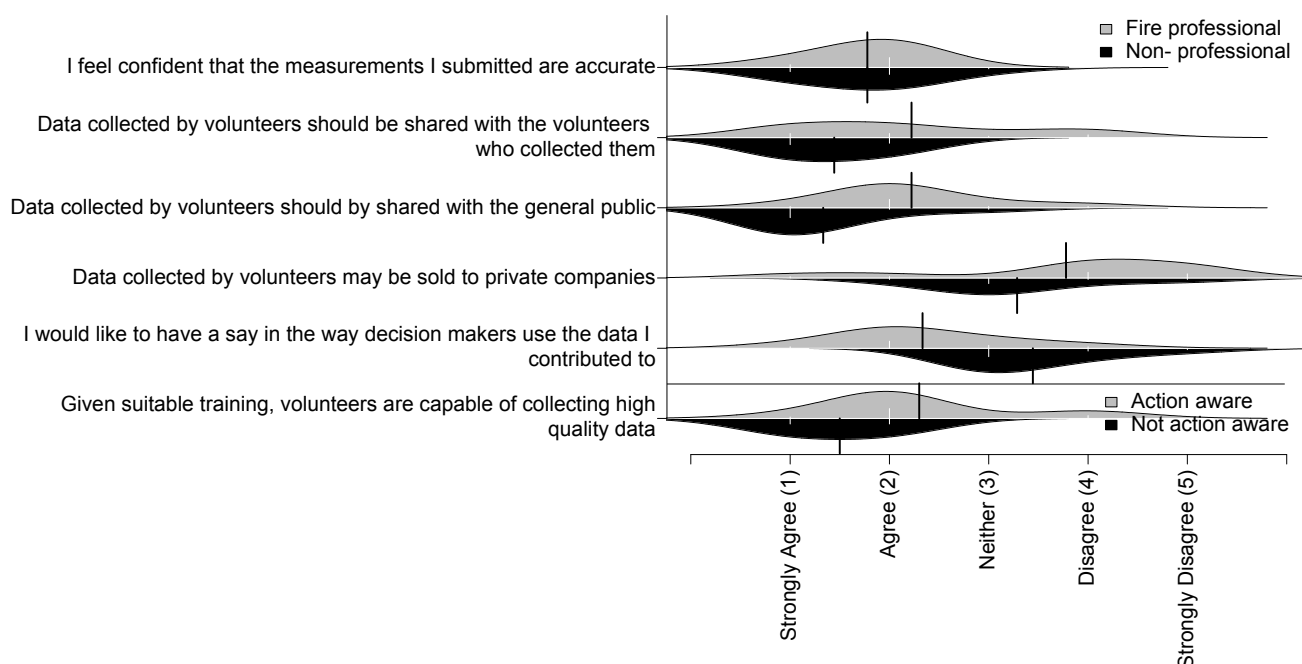 Fire professional
Non- professional
I feel confident that the measurements I submitted are accurate
Data collected by volunteers should be shared with the volunteers
who collected them
Data collected by volunteers should by shared with the general public
Data collected by volunteers may be sold to private companies
I would like to have a say in the way decision makers use the data I
contributed to
Given suitable training, volunteers are capable of collecting high
quality data
Action aware
Not action aware
Strongly Agree (1)
Agree (2)
Neither (3)
Disagree (4)
Strongly Disagree (5)